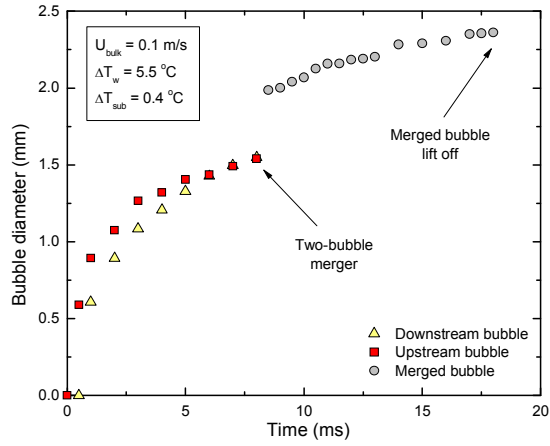 U_bulk = 0.1 m/s
ΔT_w = 5.5 °C
ΔT_sub = 0.4 °C
2.5
2.0
1.5
1.0
0.5
0.0
Bubble diameter (mm)
Merged bubble
lift off
Two-bubble
merger
Downstream bubble
Upstream bubble
Merged bubble
0 5 10 15 20
Time (ms)